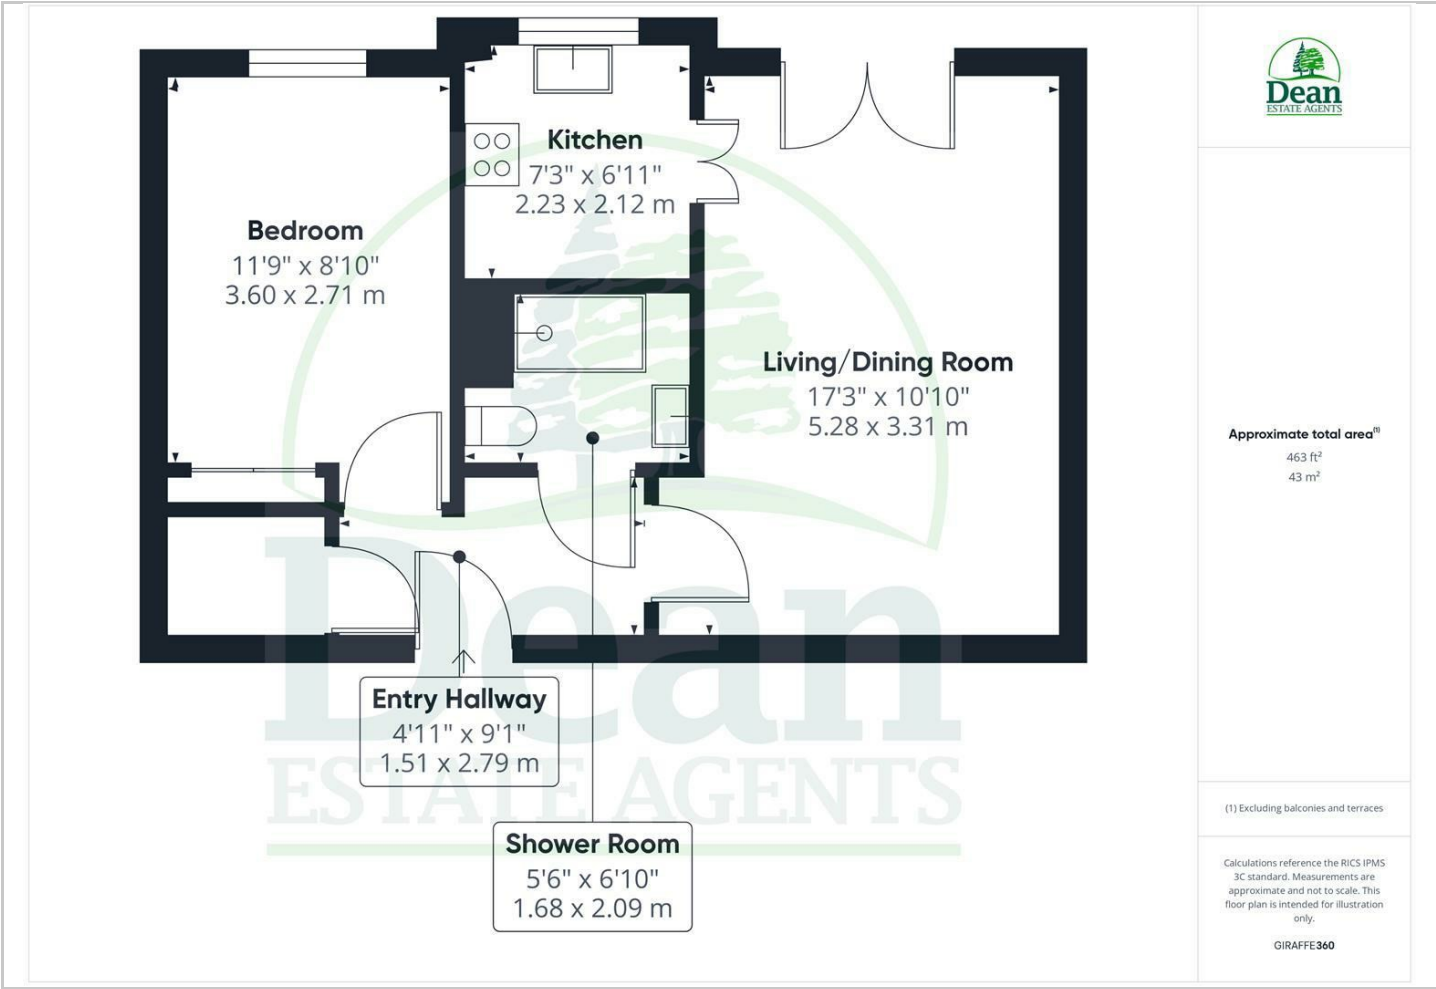 Kitchen
7'3" x 6'11"
2.23 x 2.12 m
Bedroom
11'9" x 8'10"
3.60 x 2.71 m
Living/Dining Room
17'3" x 10'10"
5.28 x 3.31 m
Entry Hallway
4'11" x 9'1"
1.51 x 2.79 m
Shower Room
5'6" x 6'10"
1.68 x 2.09 m
Dean
ESTATE AGENTS
Dean
ESTATE AGENTS
Approximate total area⁽¹⁾
463 ft²
43 m²
(1) Excluding balconies and terraces
Calculations reference the RICS IPMS
3C standard. Measurements are
approximate and not to scale. This
floor plan is intended for illustration
only.
GIRAFFE360